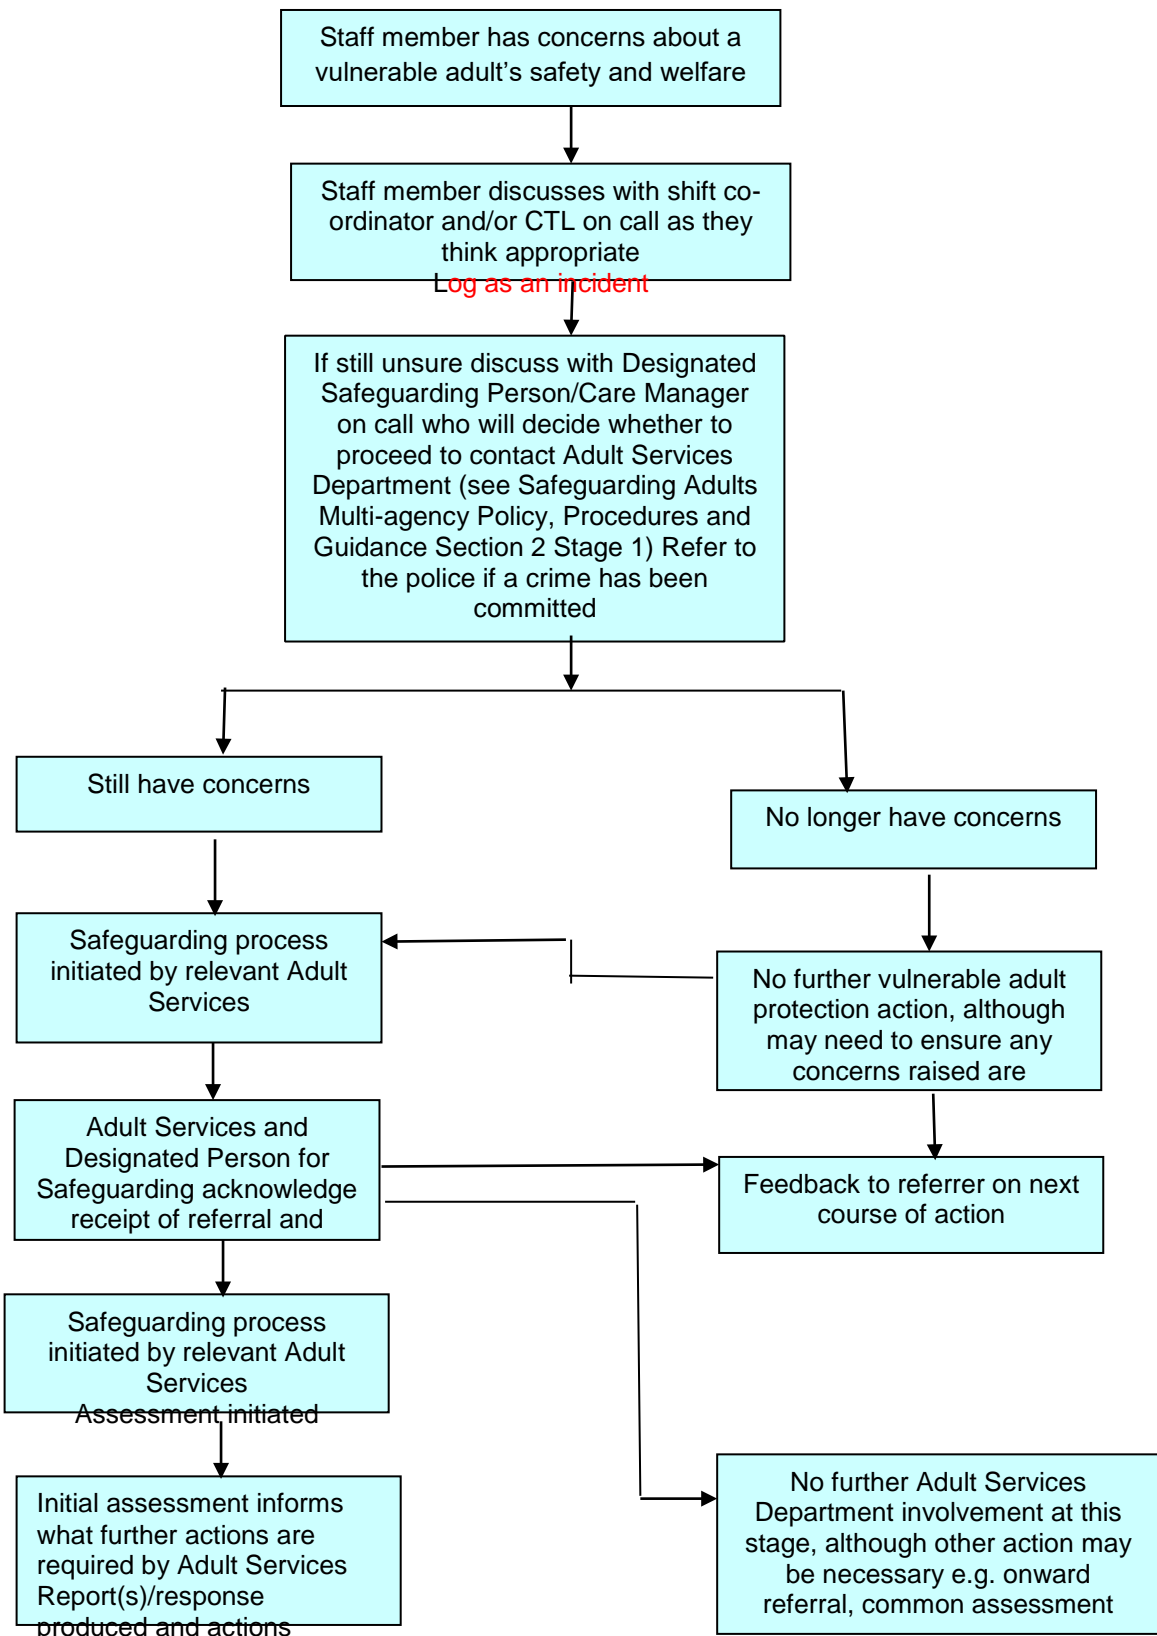 Staff member has concerns about a
vulnerable adult's safety and welfare
Staff member discusses with shift co-
ordinator and/or CTL on call as they
think appropriate
Log as an incident
If still unsure discuss with Designated
Safeguarding Person/Care Manager
on call who will decide whether to
proceed to contact Adult Services
Department (see Safeguarding Adults
Multi-agency Policy, Procedures and
Guidance Section 2 Stage 1) Refer to
the police if a crime has been
committed
Still have concerns
No longer have concerns
Safeguarding process
initiated by relevant Adult
Services
No further vulnerable adult
protection action, although
may need to ensure any
concerns raised are
Adult Services and
Designated Person for
Safeguarding acknowledge
receipt of referral and
Feedback to referrer on next
course of action
Safeguarding process
initiated by relevant Adult
Services
Assessment initiated
Initial assessment informs
what further actions are
required by Adult Services
Report(s)/response
produced and actions
No further Adult Services
Department involvement at this
stage, although other action may
be necessary e.g. onward
referral, common assessment